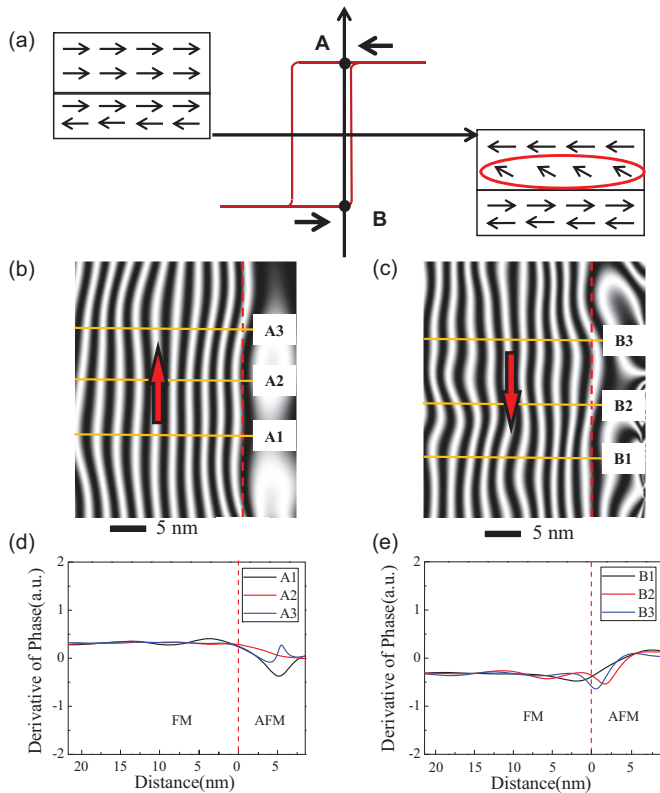 (a)
A
B
(b)
A3
A2
A1
5 nm
(c)
B3
B2
B1
5 nm
(d)
Derivative of Phase(a.u.)
2
1
0
-1
-2
A1
A2
A3
FM
AFM
20 15 10 5 0 5
Distance(nm)
(e)
Derivative of Phase(a.u.)
2
1
0
-1
-2
B1
B2
B3
FM
AFM
20 15 10 5 0 5
Distance(nm)